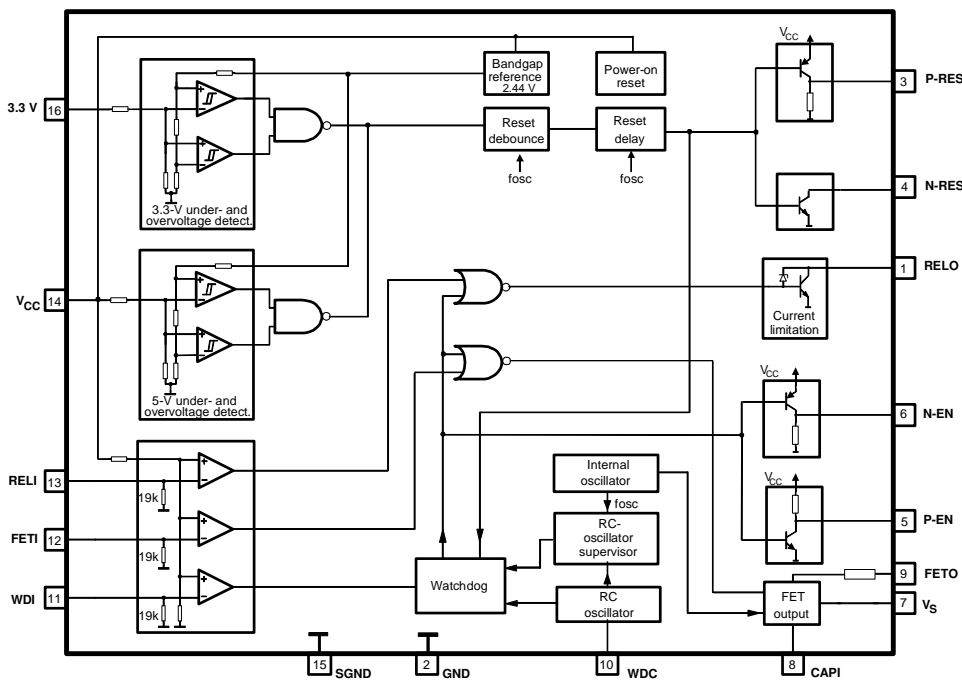 3.3 V
16
3.3-V under- and
overvoltage detect.
Bandgap
reference
2.44 V
Power-on
reset
Reset
debounce
fosc
Reset
delay
fosc
VCC
3
P-RES
4
N-RES
1
RELO
Current
limitation
VCC
14
5-V under- and
overvoltage detect.
VCC
6
N-EN
VCC
5
P-EN
RELI
13
19k
FETI
12
19k
WDI
11
19k
Watchdog
Internal
oscillator
fosc
RC-
oscillator
supervisor
RC
oscillator
FET
output
9
FETO
7
VS
15
SGND
2
GND
10
WDC
8
CAPI